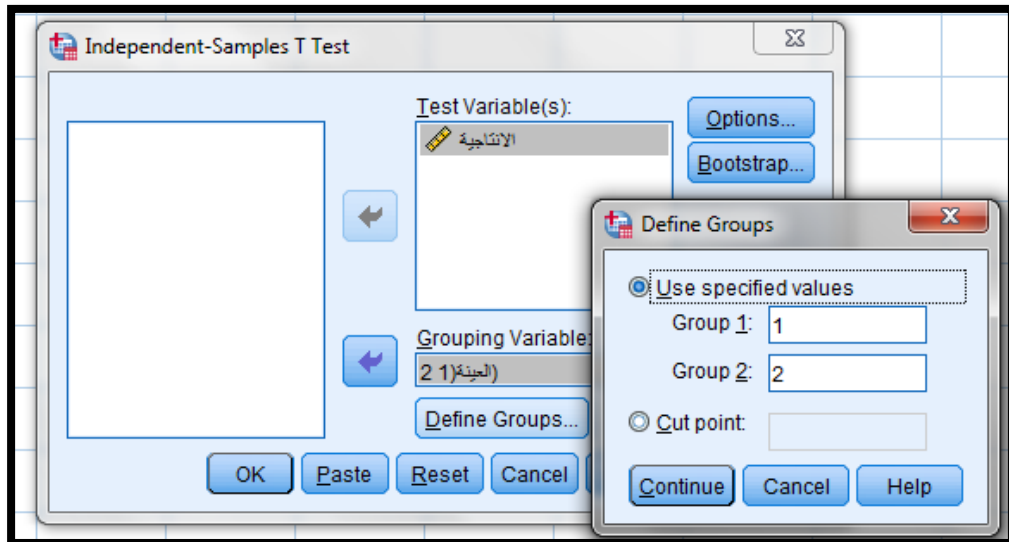 Independent-Samples T Test
Test Variable(s):
الانتاجية
Options...
Bootstrap...
Grouping Variable:
العينة(1 2)
Define Groups...
OK Paste Reset Cancel
Define Groups
Use specified values
Group 1: 1
Group 2: 2
Cut point:
Continue Cancel Help